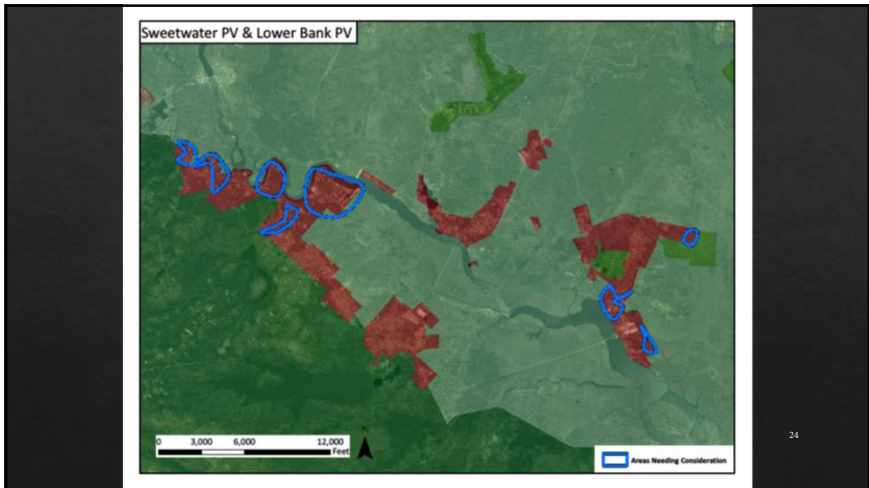 Sweetwater PV & Lower Bank PV
0 3,000 6,000 12,000
Feet
N
Areas Needing Consideration
24